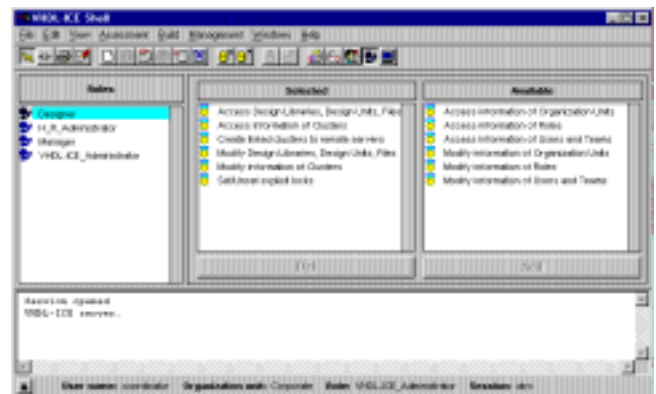 VHDL-ICE Shell
File Edit User Assessment Build Management Windows Help
Roles
Designer
H_R_Administrator
Manager
VHDL-ICE_Administrator
Selected
Access Design Libraries, Design Units, Files
Access information of Clusters
Create linked clusters to remote servers
Modify Design Libraries, Design Units, Files
Modify information of Clusters
Set/Unset explicit locks
Available
Access information of Organization Units
Access information of Roles
Access information of Users and Teams
Modify information of Organization Units
Modify information of Roles
Modify information of Users and Teams
Add
Session opened
VHDL-ICE server.
User name: coordinator Organization unit: Corporate Role: VHDL-ICE_Administrator Session: